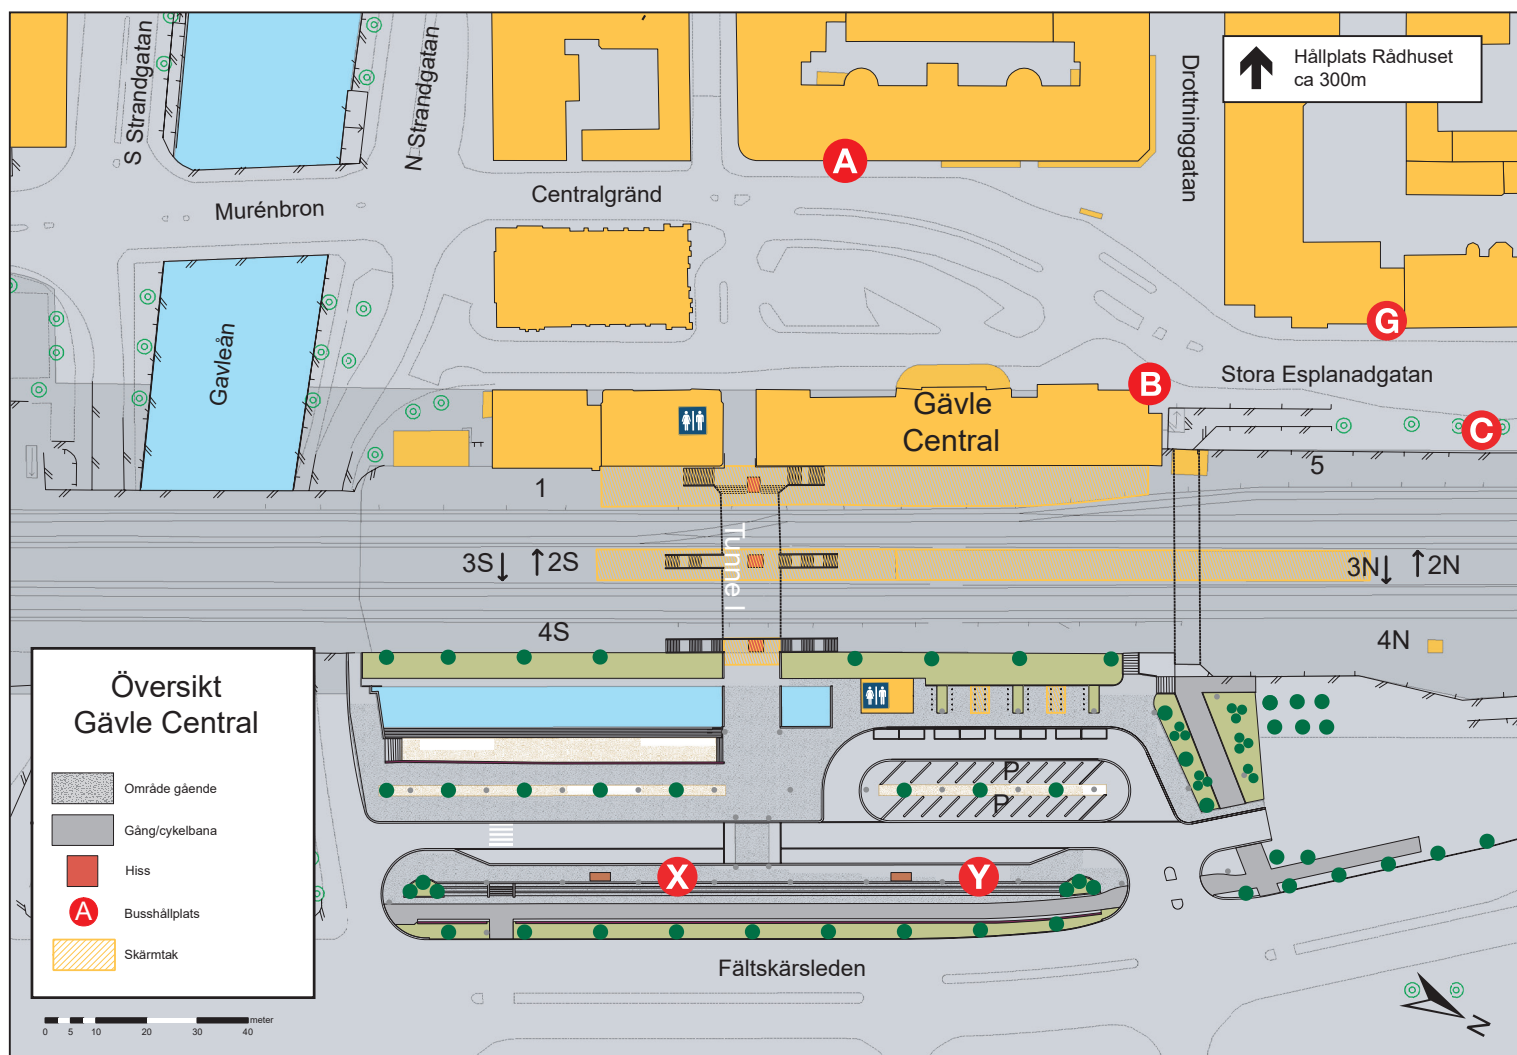 S Strandgatan
N Strandgatan
Drottninggatan
Hållplats Rådhuset
ca 300m
A
Murénbron
Centralgränd
Gavleån
G
B
Stora Esplanadgatan
Gävle
Central
C
1
5
Tunnel
3S
2S
3N
2N
4S
4N
Översikt
Gävle Central
Område gående
Gång/cykelbana
Hiss
A
Busshållplats
Skärmtak
P
P
X
Y
Fältskärsleden
meter
0 5 10 20 30 40
N